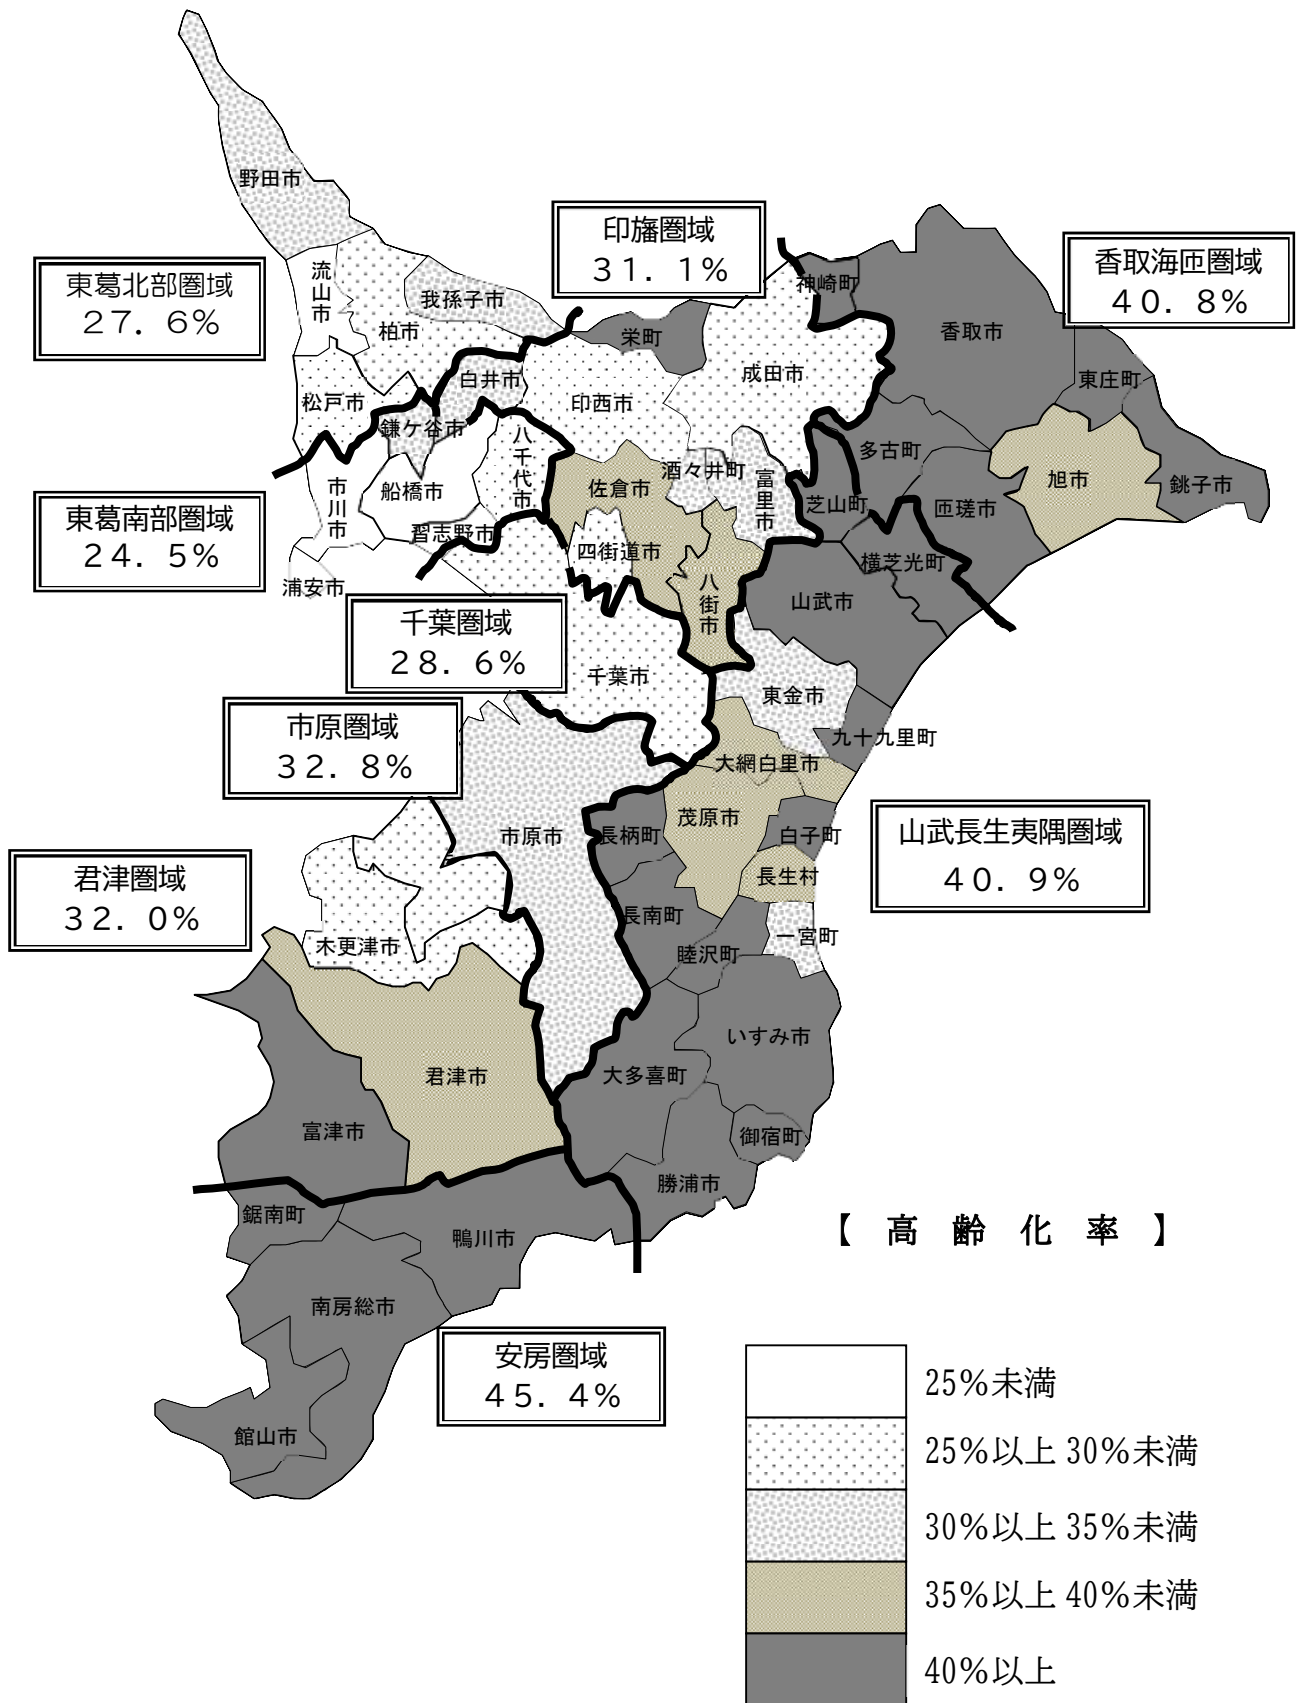 野田市
印旛圏域
31．1％
香取海匝圏域
40．8％
東葛北部圏域
27．6％
流山市
我孫子市
柏市
神崎町
香取市
栄町
成田市
東庄町
白井市
印西市
松戸市
鎌ケ谷市
八千代市
多古町
酒々井町
富里市
旭市
銚子市
佐倉市
船橋市
市川市
芝山町
匝瑳市
東葛南部圏域
24．5％
習志野市
四街道市
横芝光町
浦安市
八街市
山武市
千葉圏域
28．6％
千葉市
東金市
市原圏域
32．8％
九十九里町
大網白里市
茂原市
市原市
長柄町
白子町
山武長生夷隅圏域
40．9％
君津圏域
32．0％
長生村
長南町
木更津市
睦沢町
一宮町
いすみ市
君津市
大多喜町
富津市
御宿町
勝浦市
鋸南町
鴨川市
【 高 齢 化 率 】
南房総市
安房圏域
45．4％
館山市
25％未満
25％以上 30％未満
30％以上 35％未満
35％以上 40％未満
40％以上